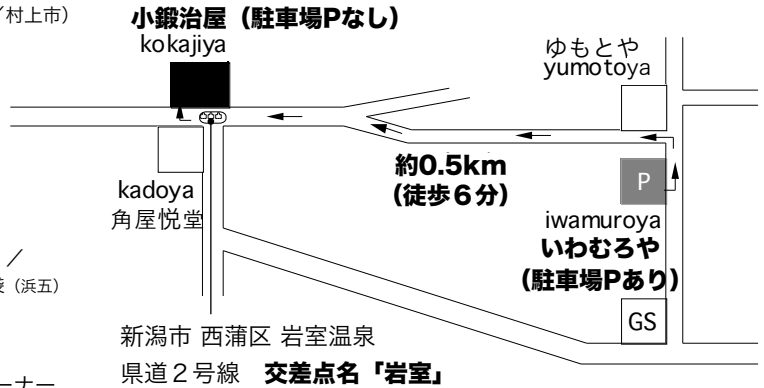 ／村上市）
小鍛治屋（駐車場Pなし）
kokajiya
ゆもとや
yumotoya
約0.5km
（徒歩６分）
P
kadoya
角屋悦堂
iwamuroya
いわむろや
（駐車場Pあり）
／
（浜五）
GS
新潟市 西蒲区 岩室温泉
県道２号線 交差点名「岩室」
ーナー